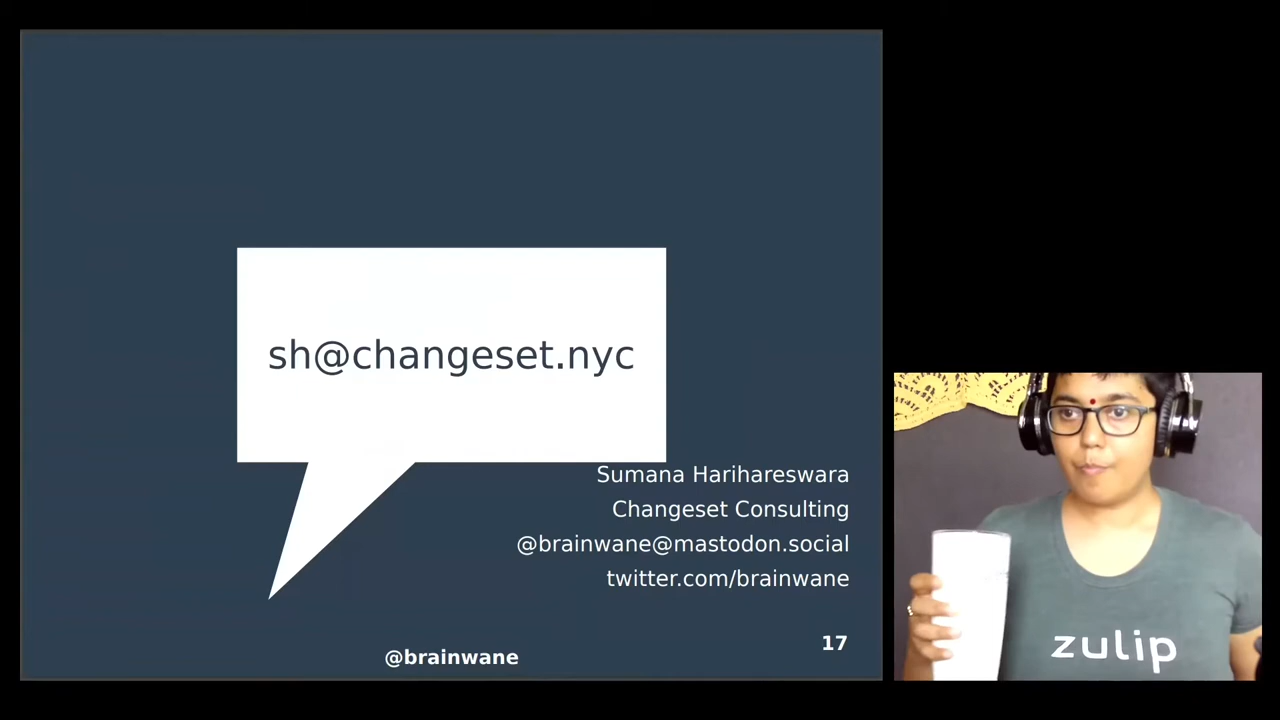 sh@changeset.nyc
Sumana Harihareswara
Changeset Consulting
@brainwane@mastodon.social
twitter.com/brainwane
17
@brainwane
zulip